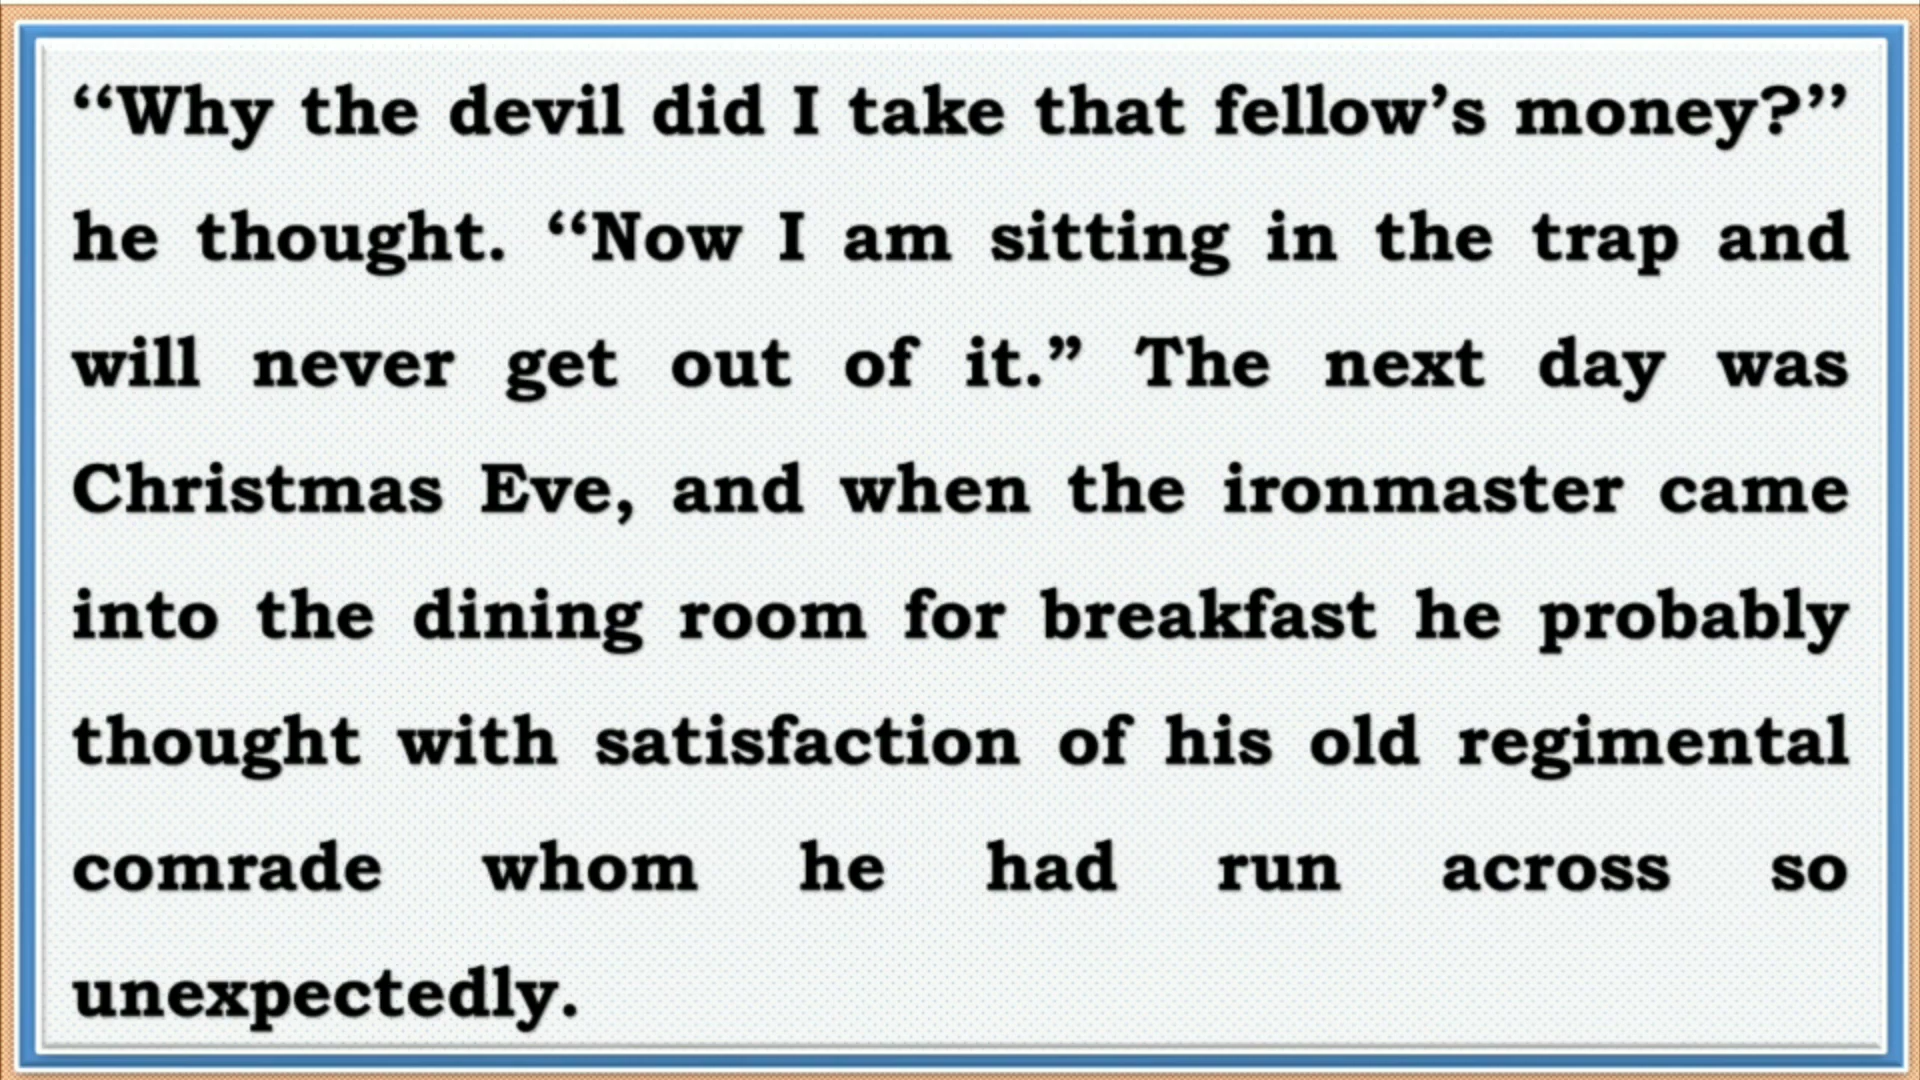 ‘‘Why the devil did I take that fellow’s money?’’
he thought. ‘‘Now I am sitting in the trap and
will never get out of it.” The next day was
Christmas Eve, and when the ironmaster came
into the dining room for breakfast he probably
thought with satisfaction of his old regimental
comrade whom he had run across so
unexpectedly.